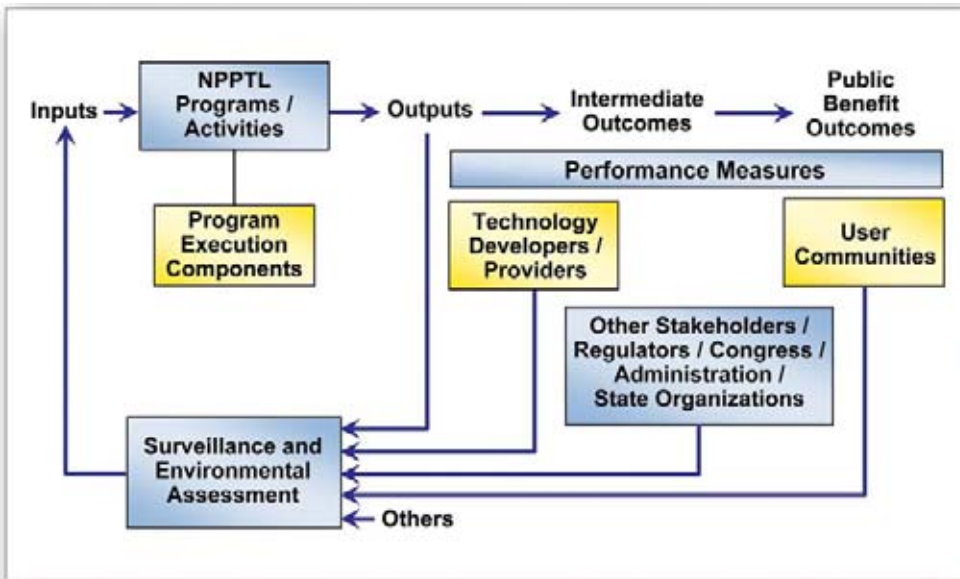 Inputs
NPPTL
Programs /
Activities
Outputs
Intermediate
Outcomes
Public
Benefit
Outcomes
Performance Measures
Program
Execution
Components
Technology
Developers /
Providers
User
Communities
Other Stakeholders /
Regulators / Congress /
Administration /
State Organizations
Surveillance and
Environmental
Assessment
Others